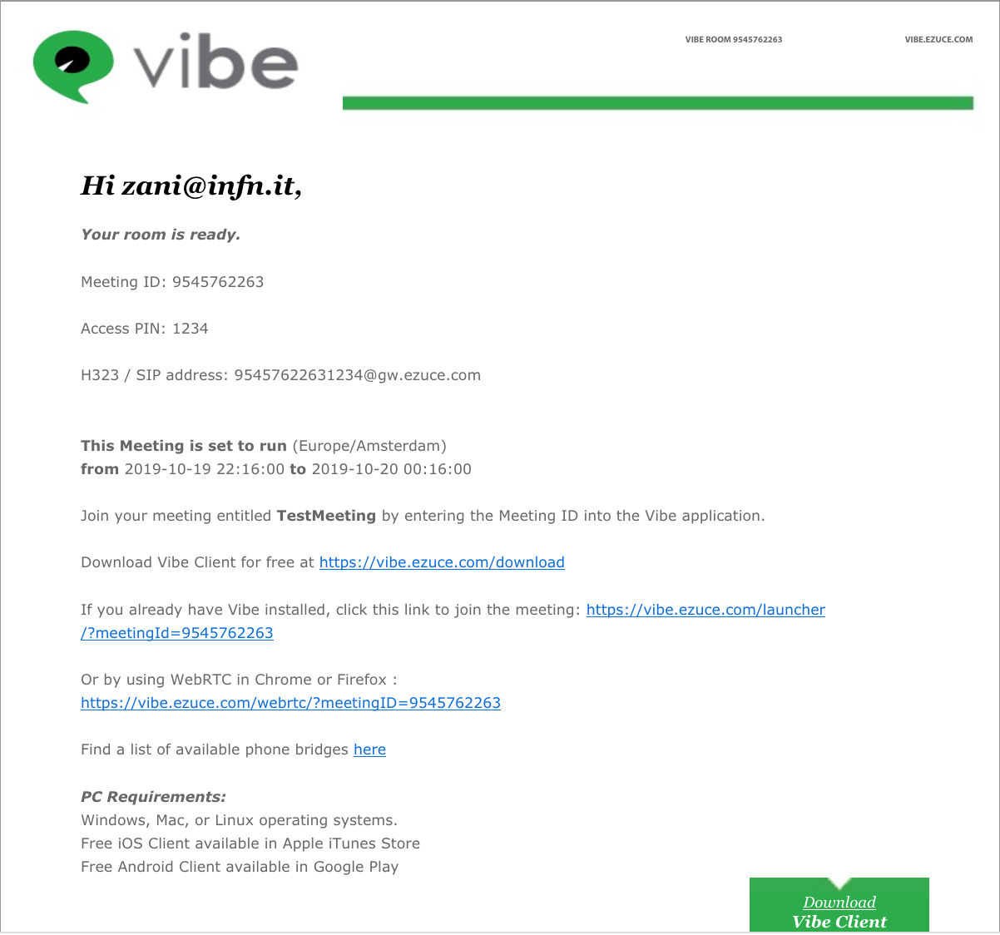 vibe
VIBE ROOM 9545762263
VIBE.EZUCE.COM
Hi zani@infn.it,
Your room is ready.
Meeting ID: 9545762263
Access PIN: 1234
H323 / SIP address: 95457622631234@gw.ezuce.com
This Meeting is set to run (Europe/Amsterdam)
from 2019-10-19 22:16:00 to 2019-10-20 00:16:00
Join your meeting entitled TestMeeting by entering the Meeting ID into the Vibe application.
Download Vibe Client for free at https://vibe.ezuce.com/download
If you already have Vibe installed, click this link to join the meeting: https://vibe.ezuce.com/launcher
/?meetingId=9545762263
Or by using WebRTC in Chrome or Firefox :
https://vibe.ezuce.com/webrtc/?meetingID=9545762263
Find a list of available phone bridges here
PC Requirements:
Windows, Mac, or Linux operating systems.
Free iOS Client available in Apple iTunes Store
Free Android Client available in Google Play
Download
Vibe Client